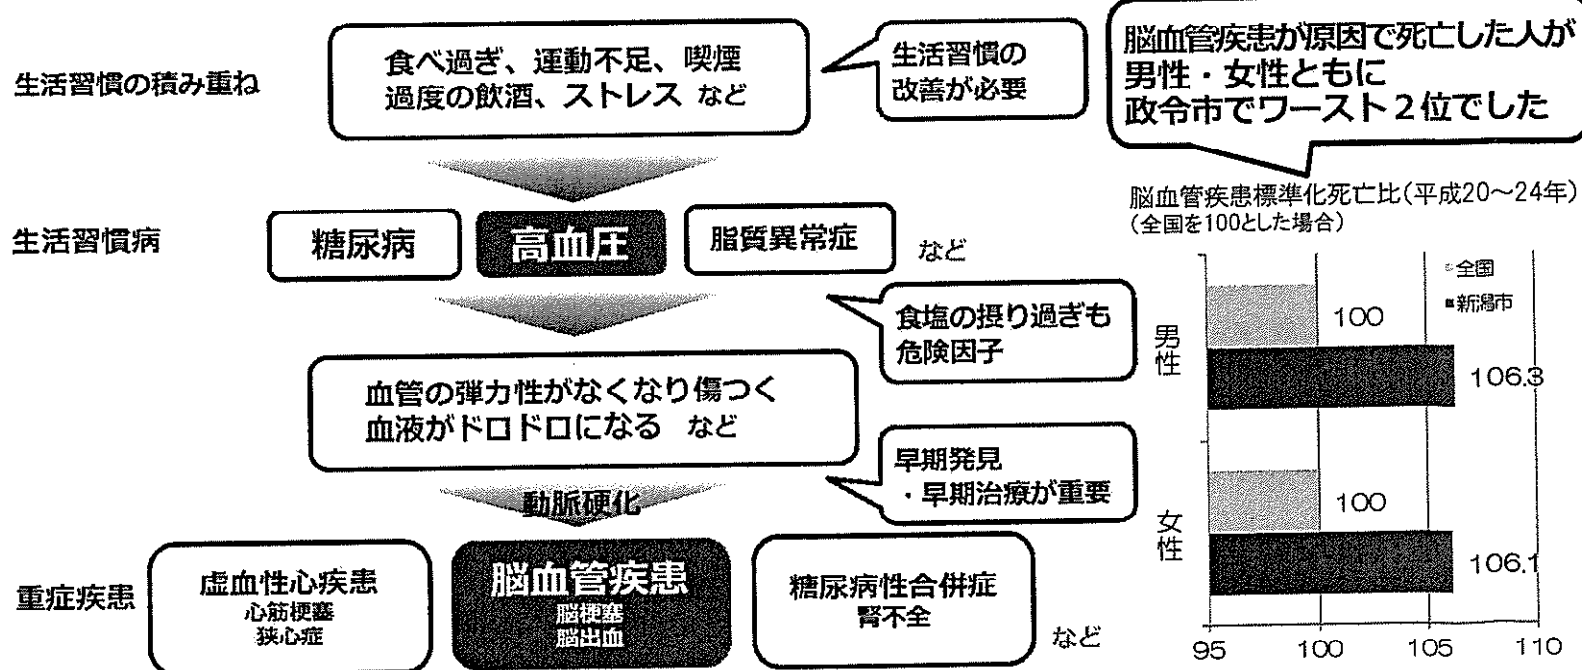 生活習慣の積み重ね
食べ過ぎ、運動不足、喫煙
過度の飲酒、ストレス など
生活習慣の
改善が必要
生活習慣病
糖尿病
高血圧
脂質異常症
など
食塩の摂り過ぎも
危険因子
血管の弾力性がなくなり傷つく
血液がドロドロになる など
早期発見
・早期治療が重要
動脈硬化
重症疾患
虚血性心疾患
心筋梗塞
狭心症
脳血管疾患
脳梗塞
脳出血
糖尿病性合併症
腎不全
など
脳血管疾患が原因で死亡した人が
男性・女性ともに
政令市でワースト2位でした
脳血管疾患標準化死亡比(平成20~24年)
(全国を100とした場合)
全国
新潟市
男性
100
106.3
女性
100
106.1
95 100 105 110